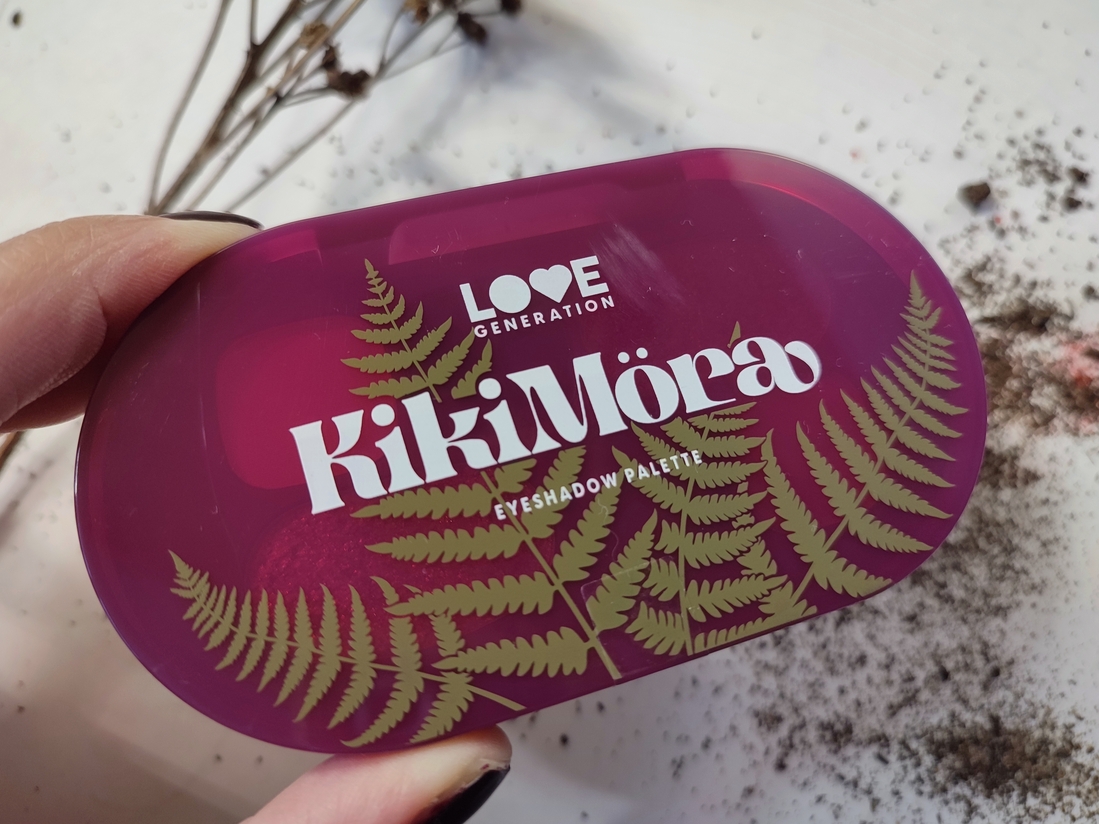 LOVE
GENERATION
KikiMöra
EYESHADOW PALETTE